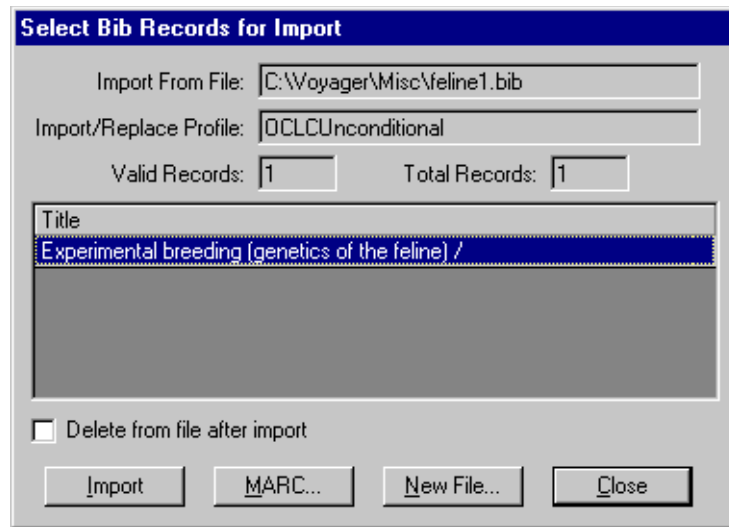 Select Bib Records for Import
Import From File: C:\Voyager\Misc\feline1.bib
Import/Replace Profile: OCLCUnconditional
Valid Records: 1 Total Records: 1
Title
Experimental breeding (genetics of the feline) /
Delete from file after import
Import MARC... New File... Close